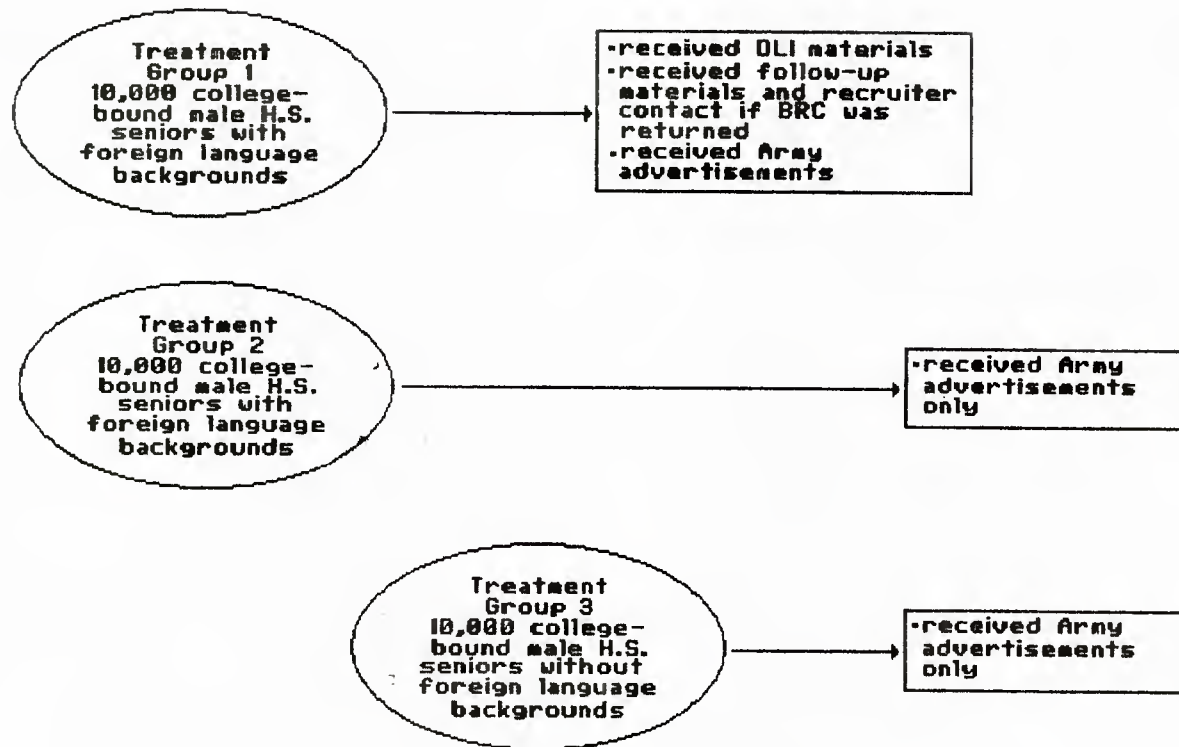 Treatment
Group 1
10,000 college-
bound male H.S.
seniors with
foreign language
backgrounds
•received DLI materials
•received follow-up
materials and recruiter
contact if BRC was
returned
•received Army
advertisements
Treatment
Group 2
10,000 college-
bound male H.S.
seniors with
foreign language
backgrounds
•received Army
advertisements
only
Treatment
Group 3
10,000 college-
bound male H.S.
seniors without
foreign language
backgrounds
•received Army
advertisements
only